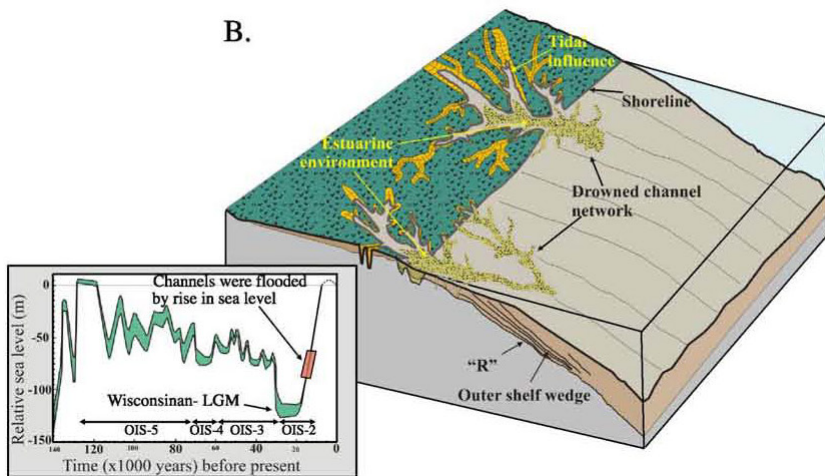 B.
Tidal
influence
Shoreline
Estuarine
environment
Drowned channel
network
"R"
Outer shelf wedge
Channels were flooded
by rise in sea level
Relative sea level (m)
0
-50
-100
-150
Wisconsinan- LGM
OIS-5 OIS-4 OIS-3 OIS-2
140 120 100 80 60 40 20 0
Time (x1000 years) before present